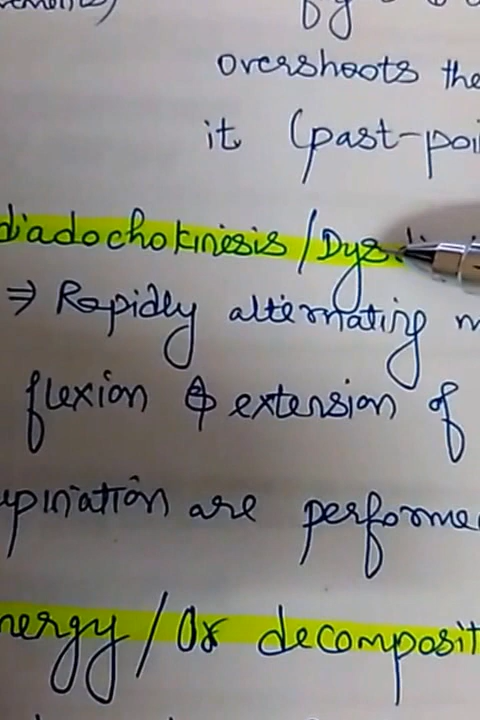 overshoots the
it (past-poi
diadochokinesis / Dys
⇒ Rapidly alternating m
flexion & extension of
upination are performe
nergy / Or decomposit